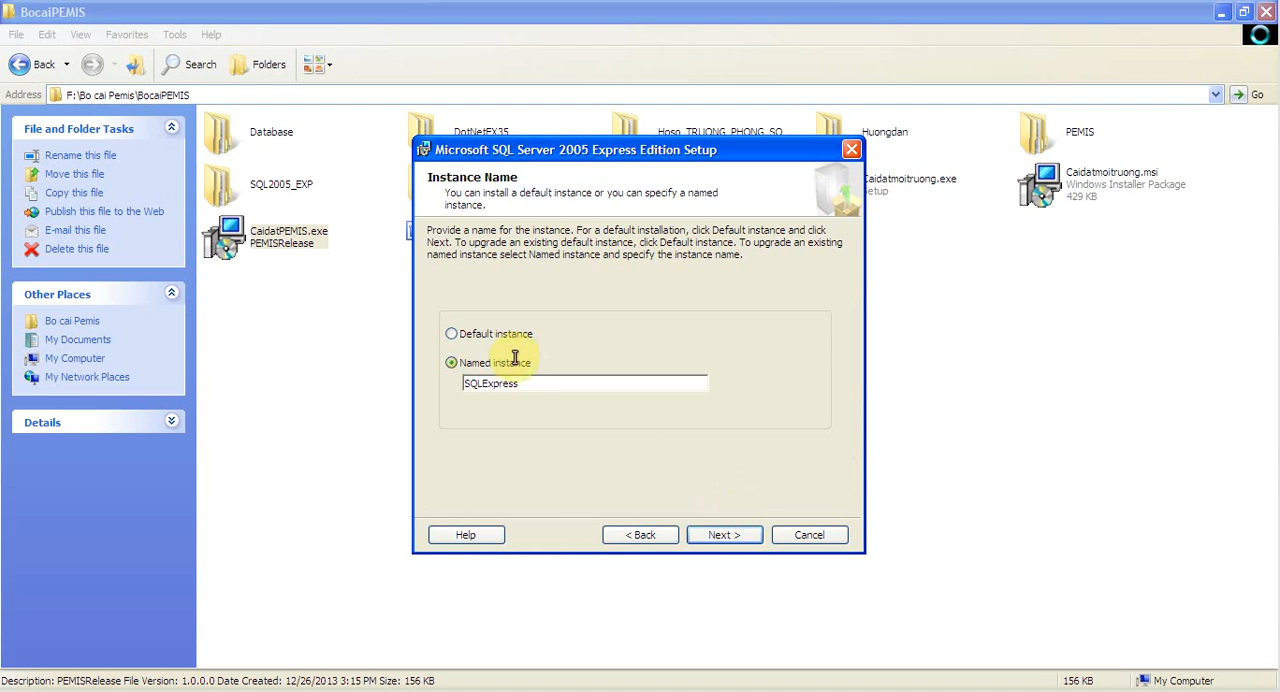 BocaiPEMIS
File Edit View Favorites Tools Help
Back Search Folders
Address F:\Bo cai Pemis\BocaiPEMIS Go
File and Folder Tasks
Rename this file
Move this file
Copy this file
Publish this file to the Web
E-mail this file
Delete this file
Other Places
Bo cai Pemis
My Documents
My Computer
My Network Places
Details
Database
DotNetFX35
Hoso_TRUONG_PHONG_SO
Huongdan
PEMIS
SQL2005_EXP
Caidatmoitruong.exe
Setup
Caidatmoitruong.msi
Windows Installer Package
429 KB
CaidatPEMIS.exe
PEMISRelease
Microsoft SQL Server 2005 Express Edition Setup
Instance Name
You can install a default instance or you can specify a named
instance.
Provide a name for the instance. For a default installation, click Default instance and click
Next. To upgrade an existing default instance, click Default instance. To upgrade an existing
named instance select Named instance and specify the instance name.
Default instance
Named instance
SQLExpress
Help < Back Next > Cancel
Description: PEMISRelease File Version: 1.0.0.0 Date Created: 12/26/2013 3:15 PM Size: 156 KB 156 KB My Computer